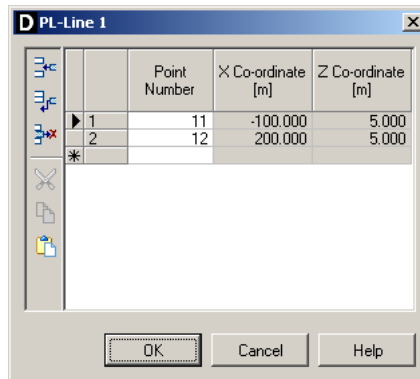 D PL-Line 1
Point Number X Co-ordinate [m] Z Co-ordinate [m]
1 11 -100.000 5.000
2 12 200.000 5.000
OK Cancel Help